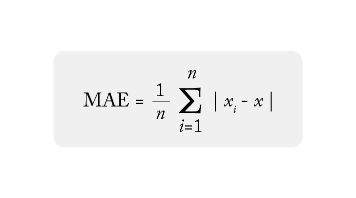 MAE = 1/n n∑i=1 | xᵢ - x |